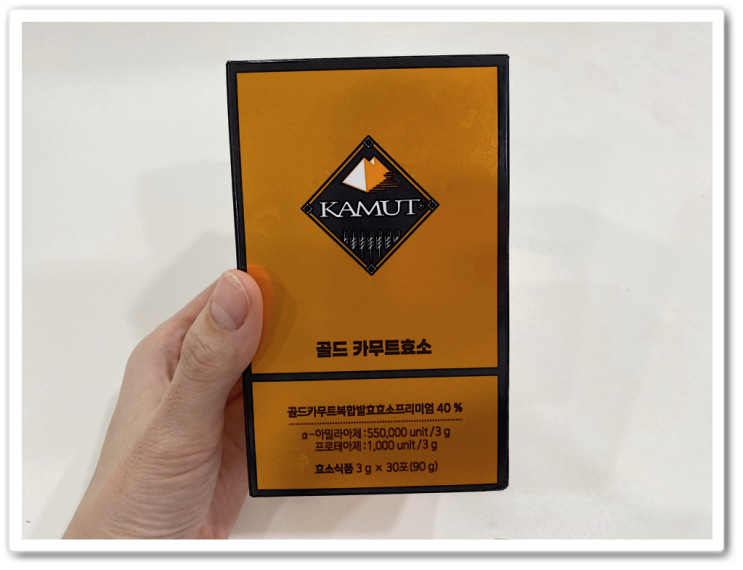 KAMUT
골드 카무트효소
골드카무트복합발효효소프리미엄 40 %
α-아밀라아제 : 550,000 unit / 3 g
프로테아제 : 1,000 unit / 3 g
효소식품 3 g × 30포(90 g)